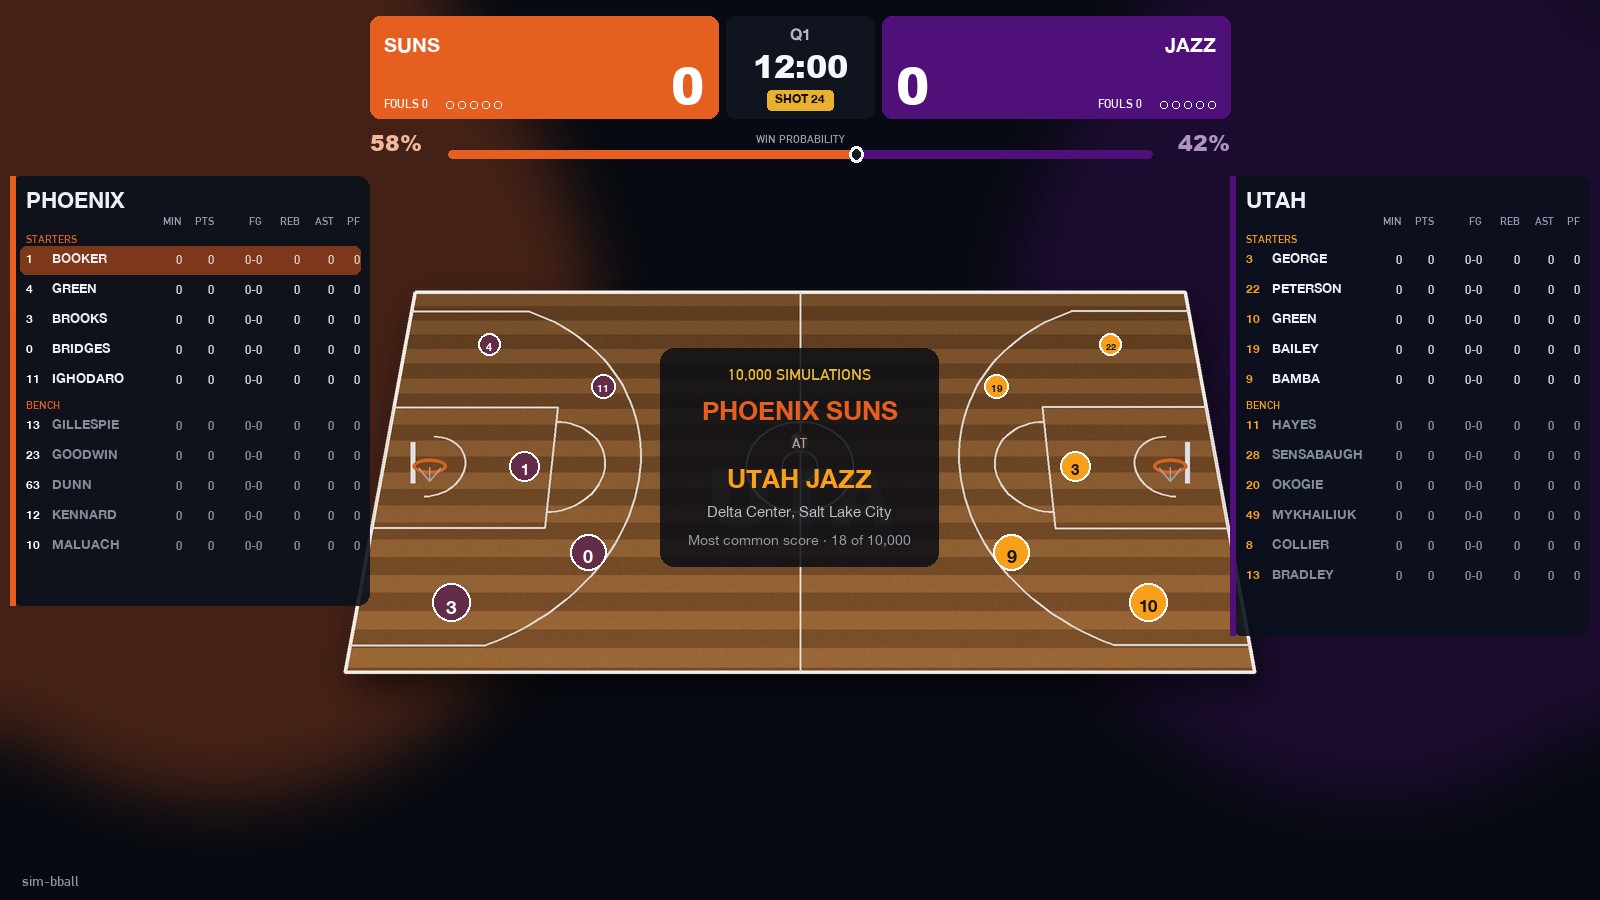 SUNS
0
FOULS 0
Q1
12:00
SHOT 24
JAZZ
0
FOULS 0
58%
WIN PROBABILITY
42%
PHOENIX
MIN PTS FG REB AST PF
STARTERS
1 BOOKER 0 0 0-0 0 0 0
4 GREEN 0 0 0-0 0 0 0
3 BROOKS 0 0 0-0 0 0 0
0 BRIDGES 0 0 0-0 0 0 0
11 IGHODARO 0 0 0-0 0 0 0
BENCH
13 GILLESPIE 0 0 0-0 0 0 0
23 GOODWIN 0 0 0-0 0 0 0
63 DUNN 0 0 0-0 0 0 0
12 KENNARD 0 0 0-0 0 0 0
10 MALUACH 0 0 0-0 0 0 0
4
11
1
0
3
10,000 SIMULATIONS
PHOENIX SUNS
AT
UTAH JAZZ
Delta Center, Salt Lake City
Most common score · 18 of 10,000
22
19
3
9
10
UTAH
MIN PTS FG REB AST PF
STARTERS
3 GEORGE 0 0 0-0 0 0 0
22 PETERSON 0 0 0-0 0 0 0
10 GREEN 0 0 0-0 0 0 0
19 BAILEY 0 0 0-0 0 0 0
9 BAMBA 0 0 0-0 0 0 0
BENCH
11 HAYES 0 0 0-0 0 0 0
28 SENSABAUGH 0 0 0-0 0 0 0
20 OKOGIE 0 0 0-0 0 0 0
49 MYKHAILIUK 0 0 0-0 0 0 0
8 COLLIER 0 0 0-0 0 0 0
13 BRADLEY 0 0 0-0 0 0 0
sim-bball